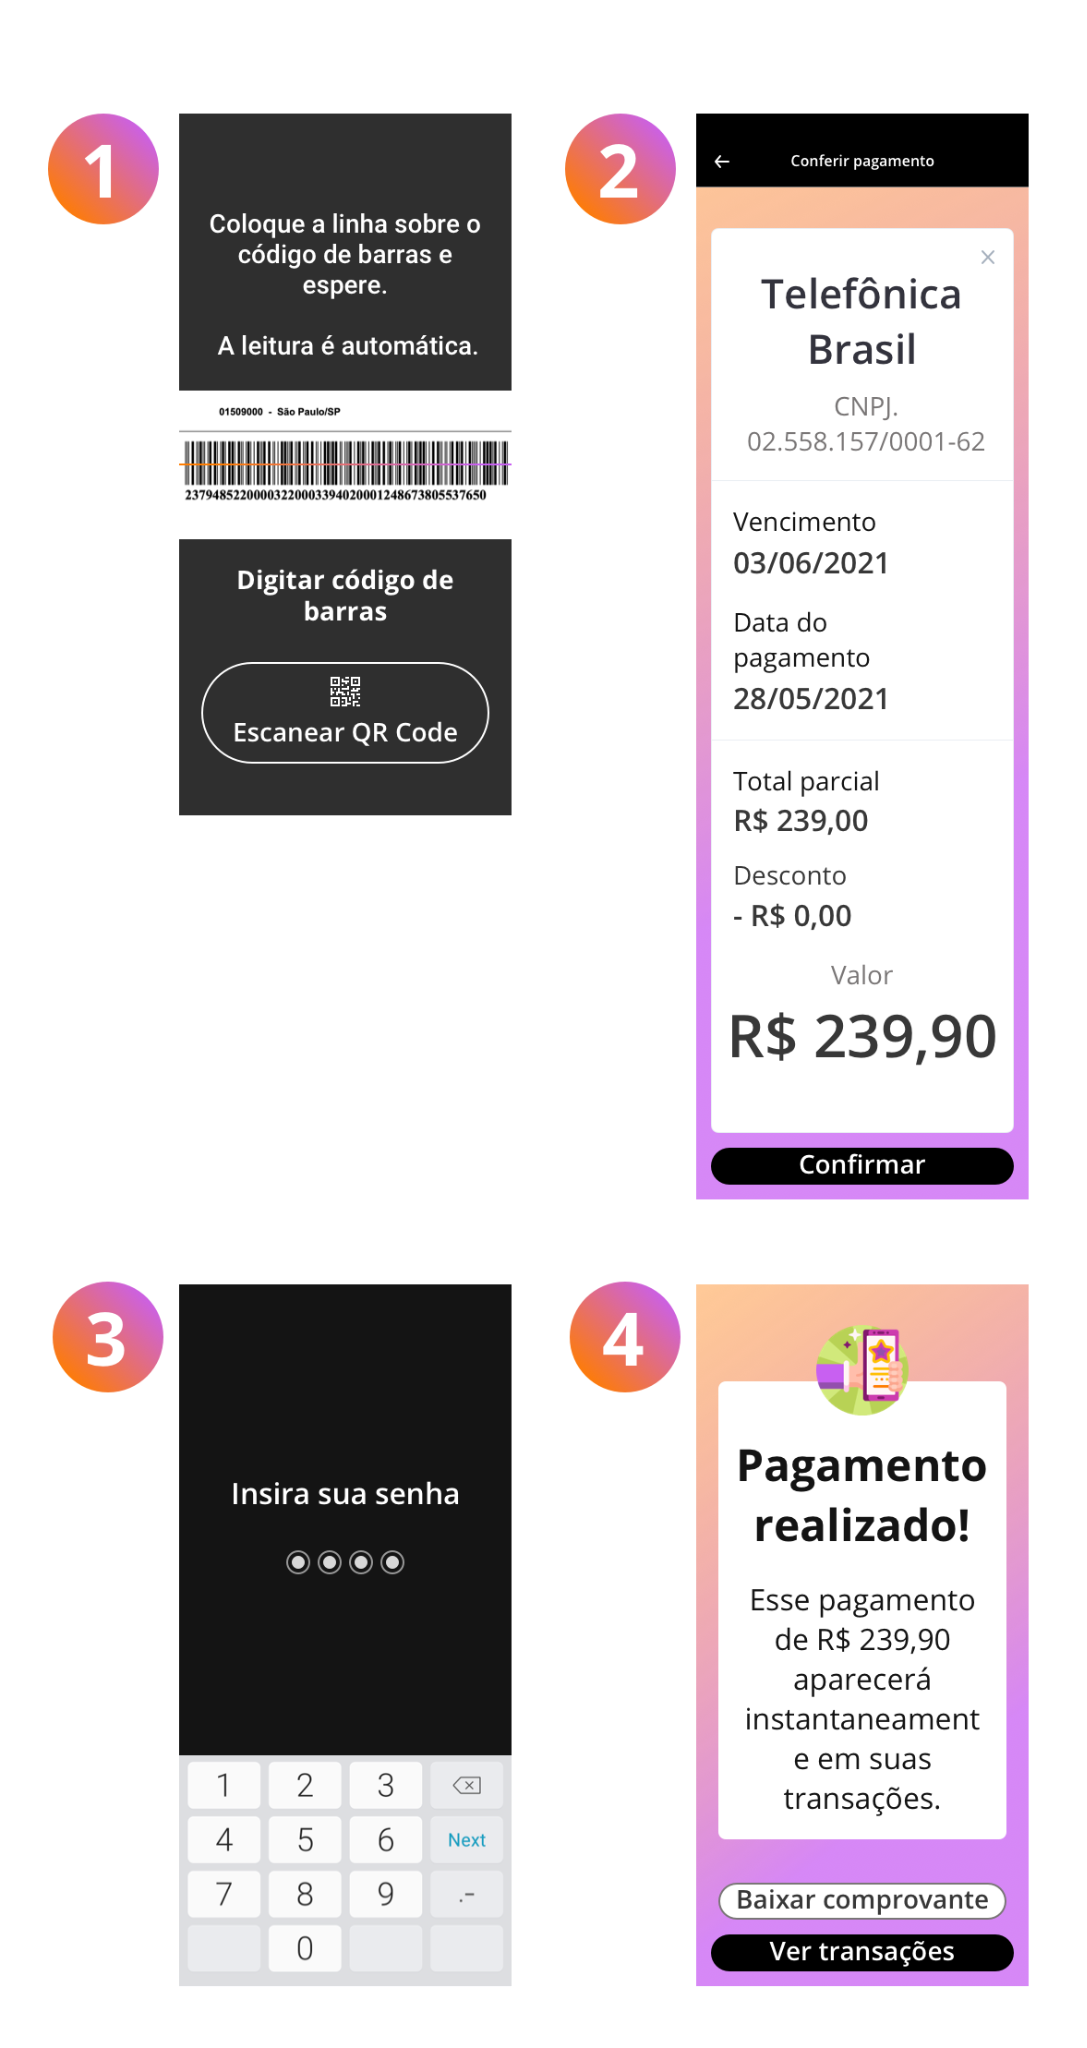 1
Coloque a linha sobre o
código de barras e
espere.
A leitura é automática.
01509000 - São Paulo/SP
23794852200003220003394020001248673805537650
Digitar código de
barras
Escanear QR Code
2
Conferir pagamento
Telefônica
Brasil
CNPJ.
02.558.157/0001-62
Vencimento
03/06/2021
Data do
pagamento
28/05/2021
Total parcial
R$ 239,00
Desconto
- R$ 0,00
Valor
R$ 239,90
Confirmar
3
Insira sua senha
1 2 3
4 5 6 Next
7 8 9 .-
0
4
Pagamento
realizado!
Esse pagamento
de R$ 239,90
aparecerá
instantaneament
e em suas
transações.
Baixar comprovante
Ver transações